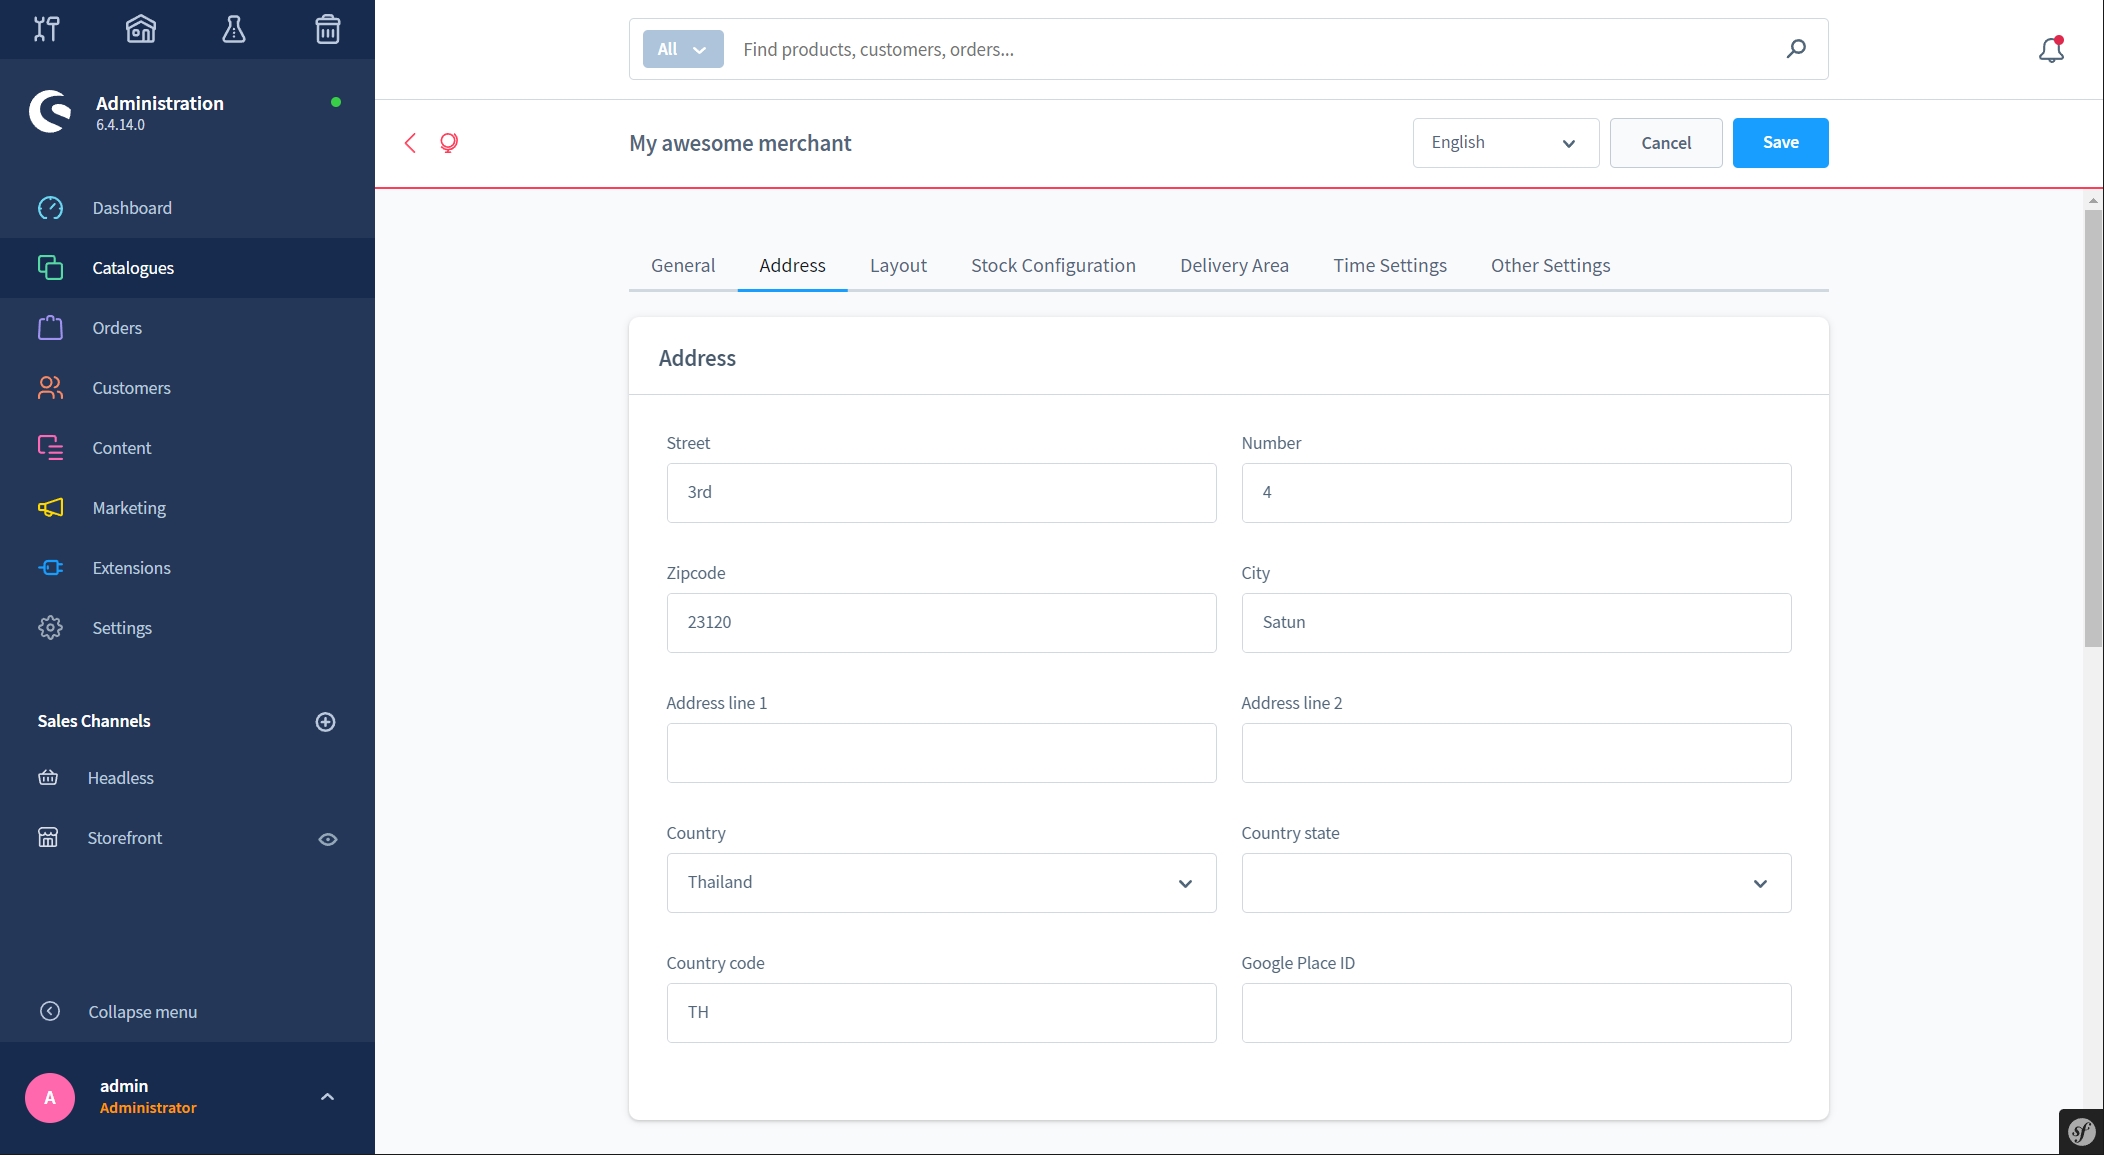 All
Find products, customers, orders...
Administration
6.4.14.0
My awesome merchant
English
Cancel
Save
Dashboard
Catalogues
Orders
Customers
Content
Marketing
Extensions
Settings
Sales Channels
Headless
Storefront
Collapse menu
A
admin
Administrator
General
Address
Layout
Stock Configuration
Delivery Area
Time Settings
Other Settings
Address
Street
Number
3rd
4
Zipcode
City
23120
Satun
Address line 1
Address line 2
Country
Country state
Thailand
Country code
Google Place ID
TH
sf